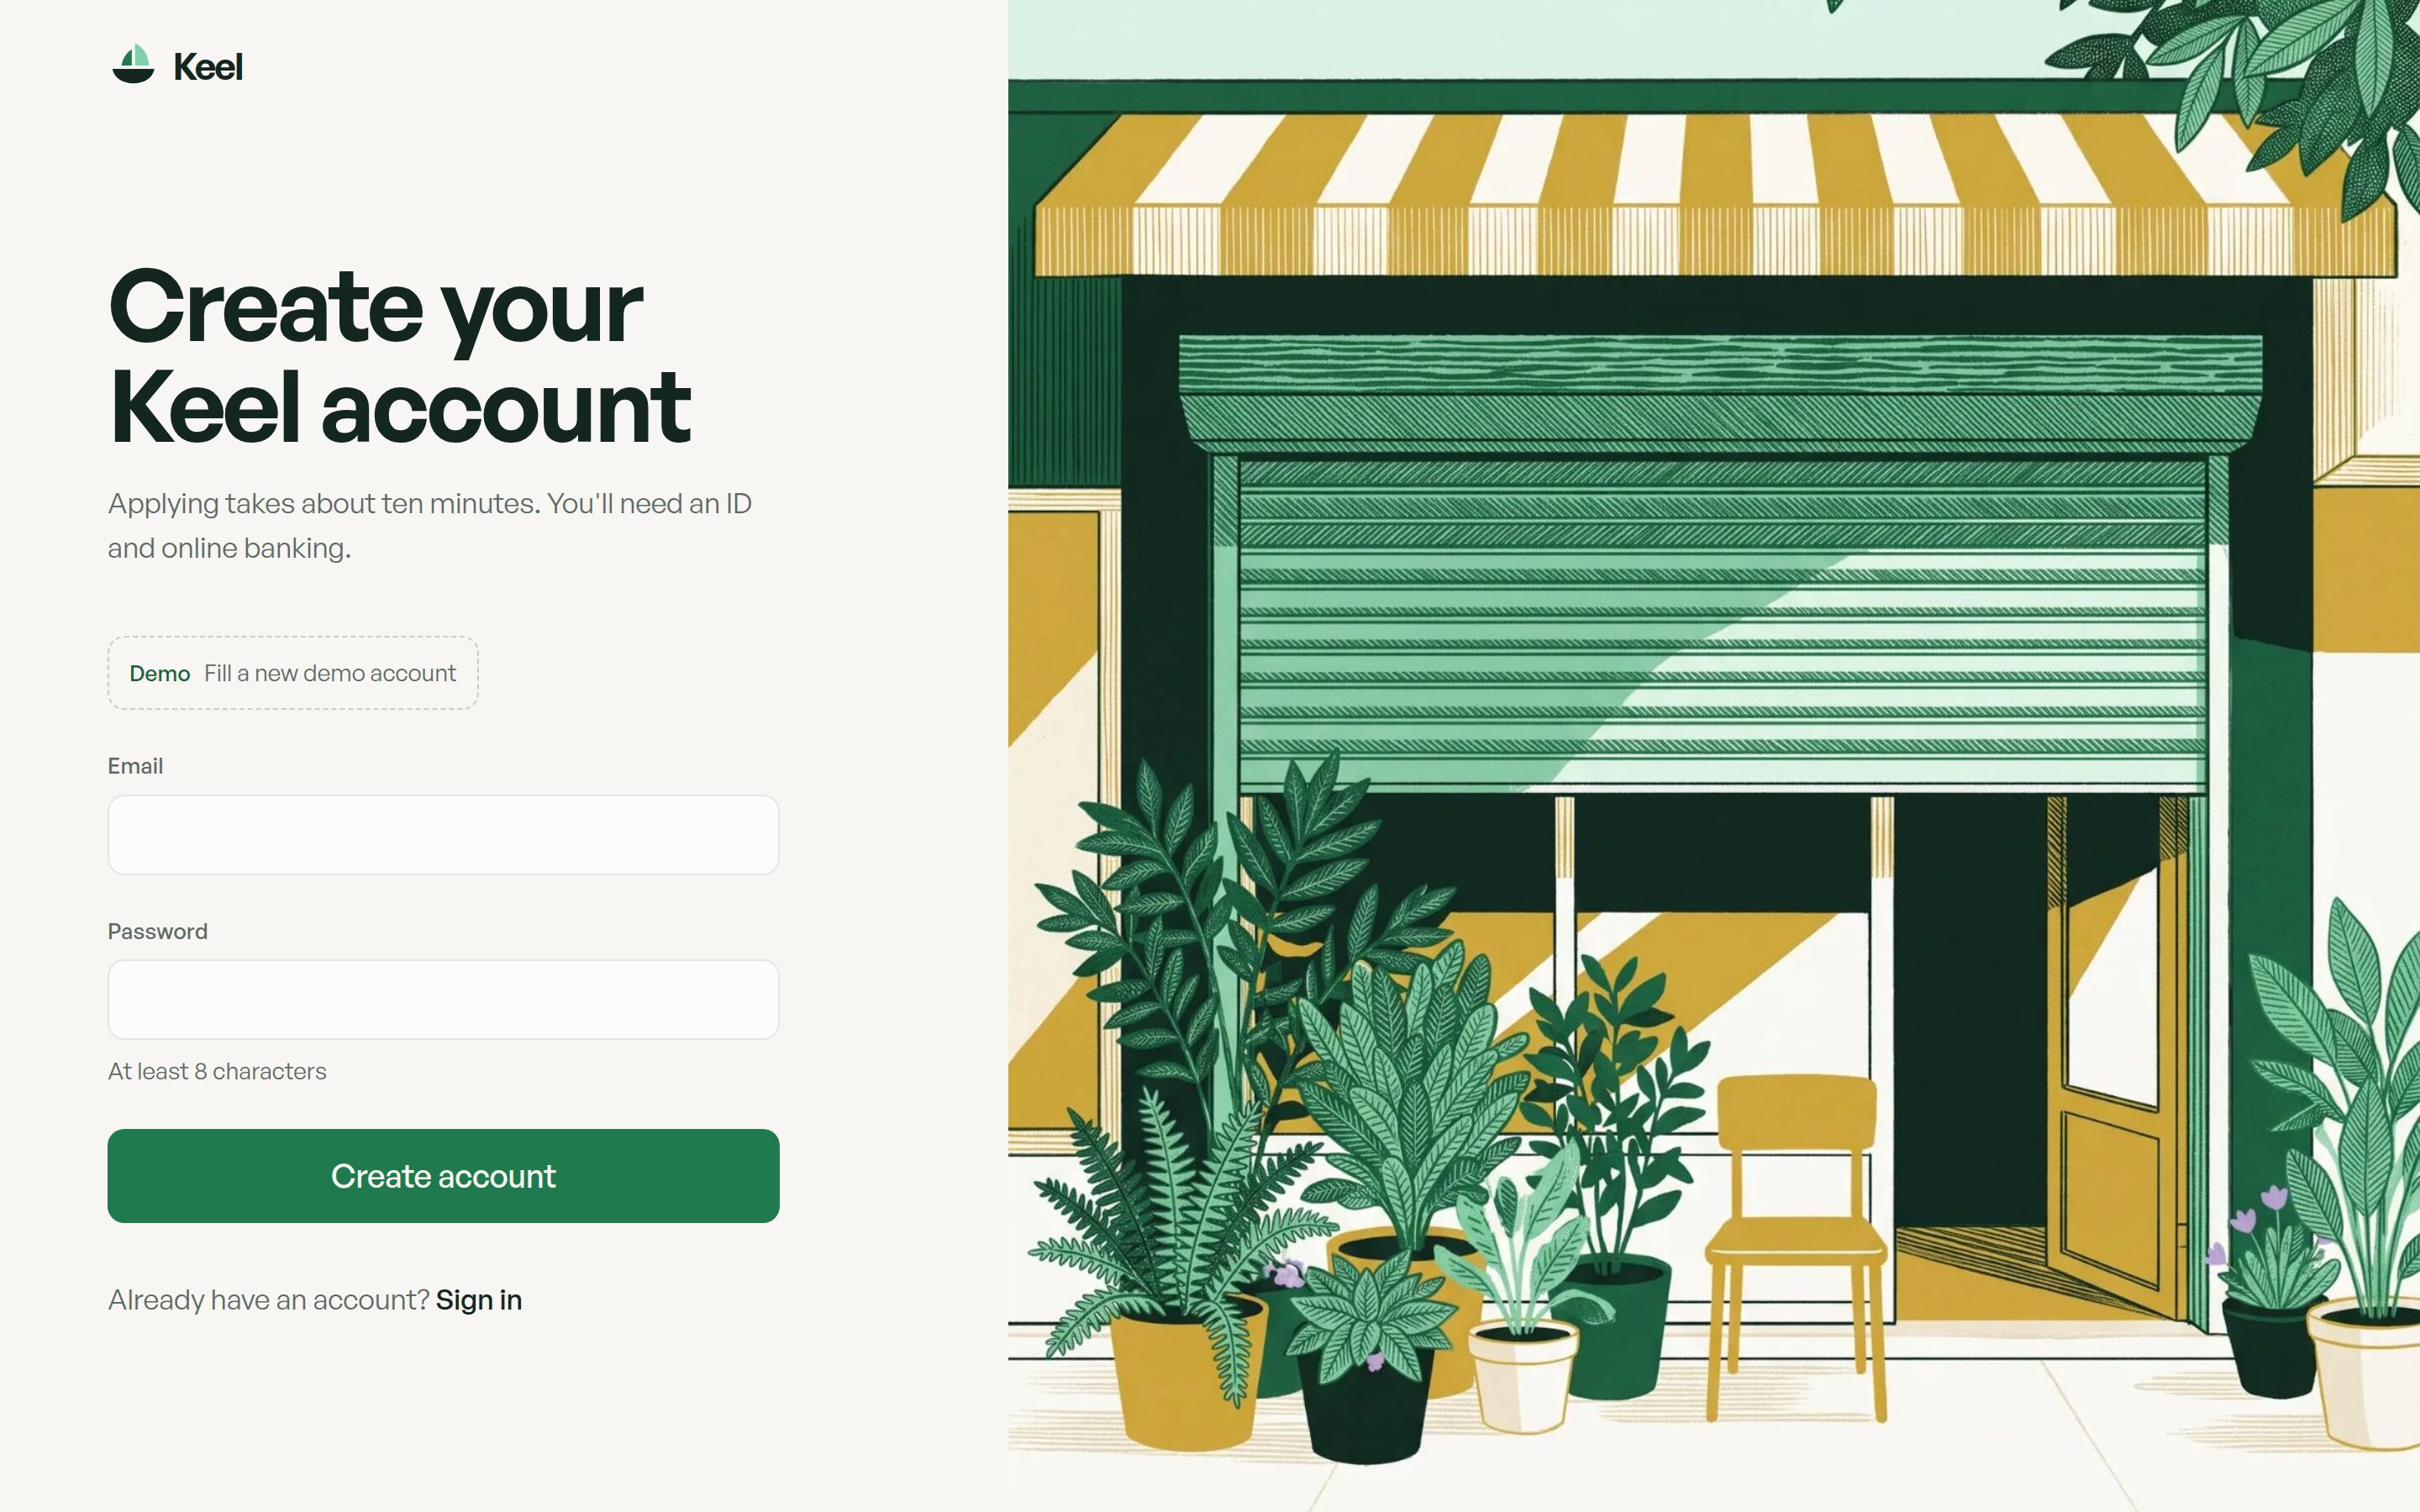 Keel
Create your
Keel account
Applying takes about ten minutes. You'll need an ID
and online banking.
Demo Fill a new demo account
Email
Password
At least 8 characters
Create account
Already have an account? Sign in